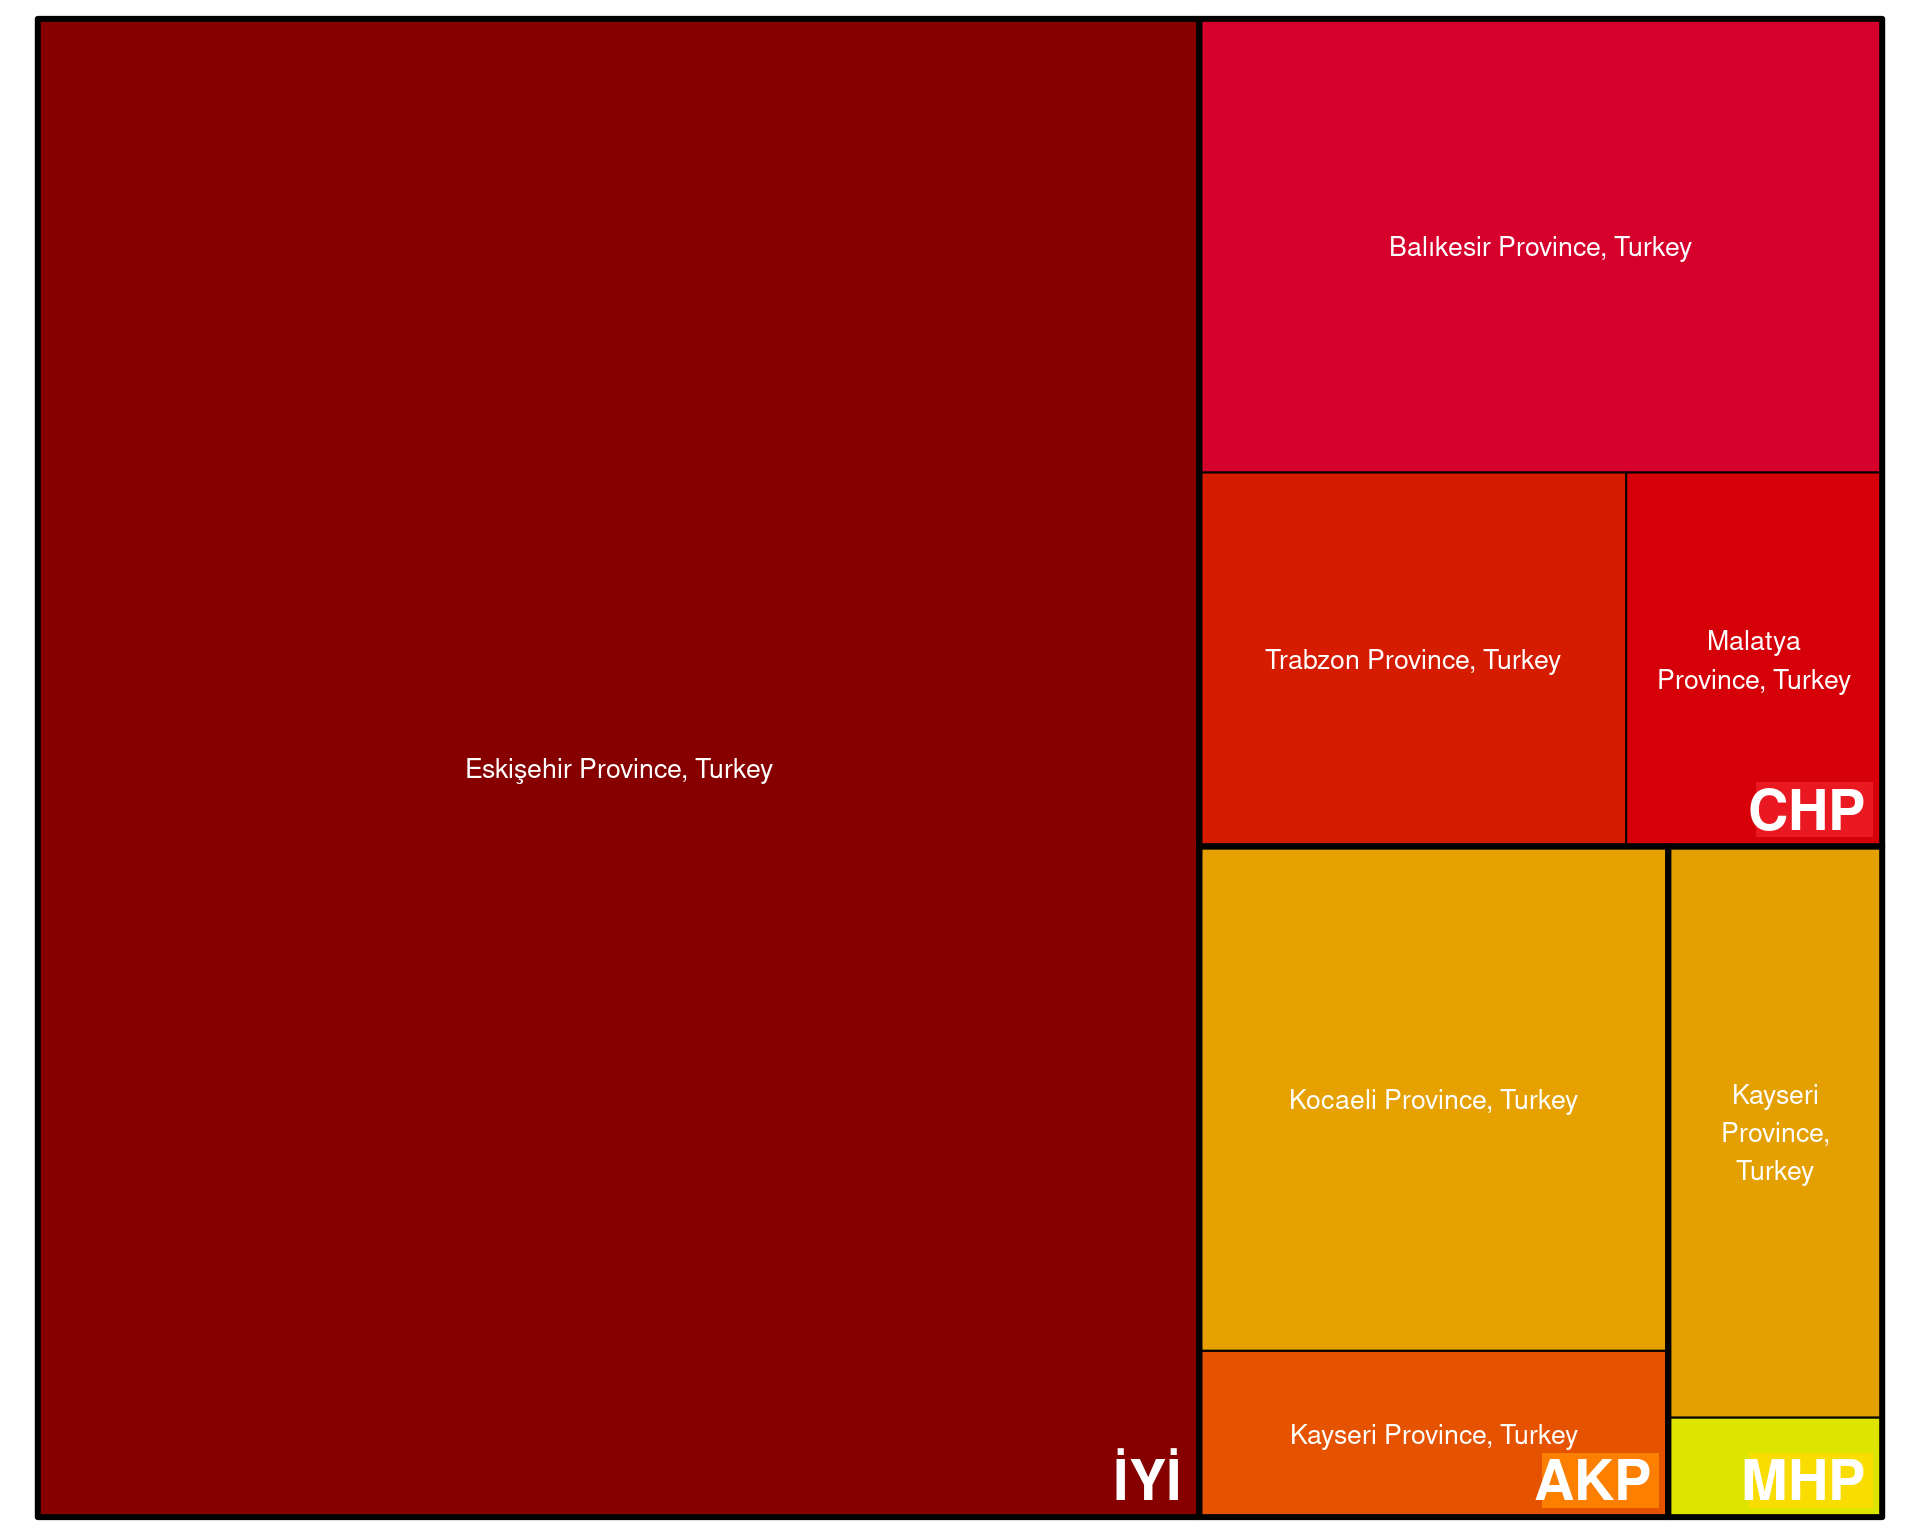 Eskişehir Province, Turkey
İYİ
Balıkesir Province, Turkey
Trabzon Province, Turkey
Malatya
Province, Turkey
CHP
Kocaeli Province, Turkey
Kayseri Province, Turkey
AKP
Kayseri
Province,
Turkey
MHP